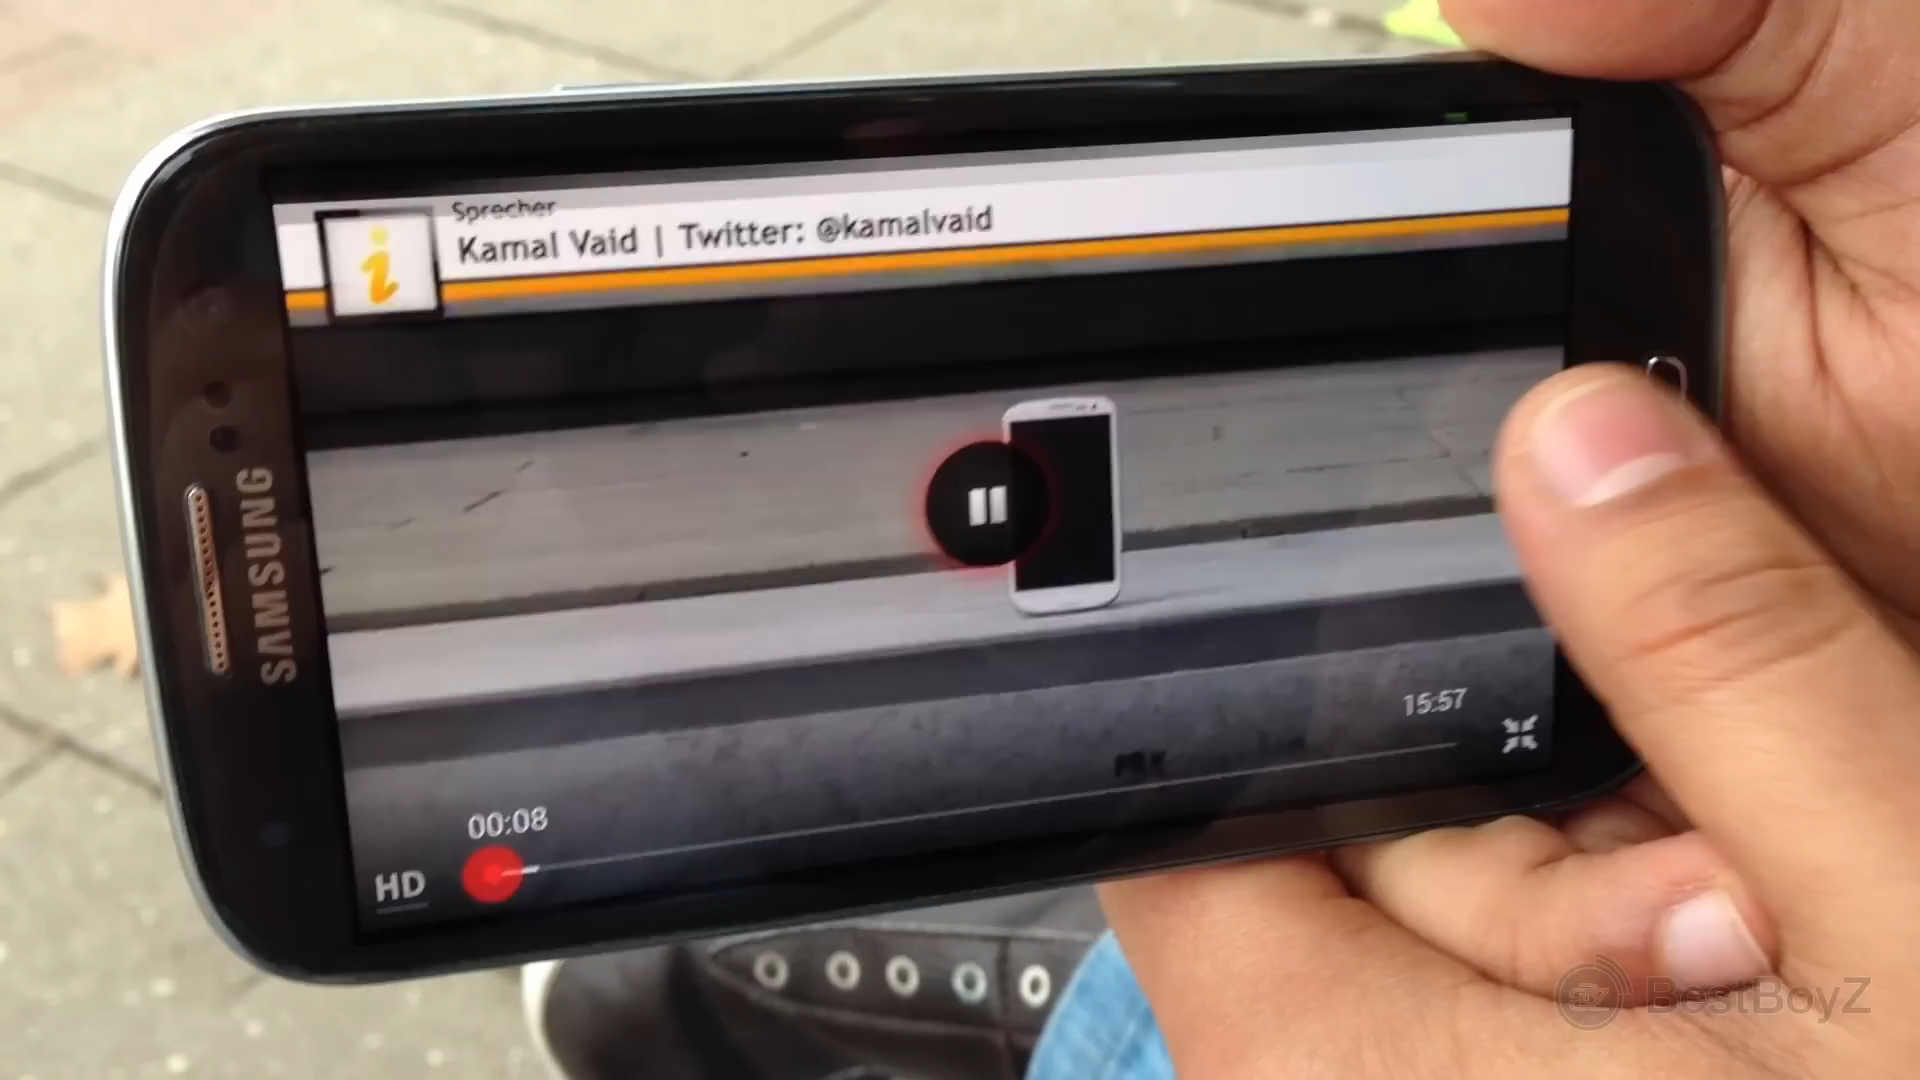 Sprecher
Kamal Vaid | Twitter: @kamalvaid
SAMSUNG
15:57
00:08
HD
BestBoyZ